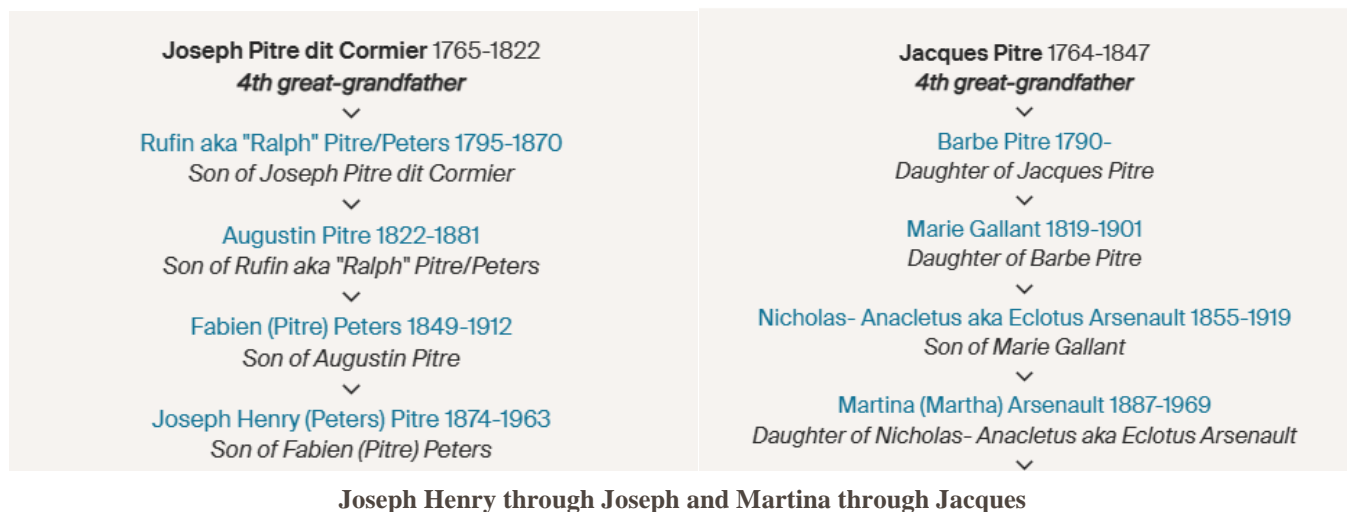 Joseph Pitre dit Cormier 1765-1822
4th great-grandfather
Rufin aka "Ralph" Pitre/Peters 1795-1870
Son of Joseph Pitre dit Cormier
Augustin Pitre 1822-1881
Son of Rufin aka "Ralph" Pitre/Peters
Fabien (Pitre) Peters 1849-1912
Son of Augustin Pitre
Joseph Henry (Peters) Pitre 1874-1963
Son of Fabien (Pitre) Peters
Jacques Pitre 1764-1847
4th great-grandfather
Barbe Pitre 1790-
Daughter of Jacques Pitre
Marie Gallant 1819-1901
Daughter of Barbe Pitre
Nicholas- Anacletus aka Eclotus Arsenault 1855-1919
Son of Marie Gallant
Martina (Martha) Arsenault 1887-1969
Daughter of Nicholas- Anacletus aka Eclotus Arsenault
Joseph Henry through Joseph and Martina through Jacques